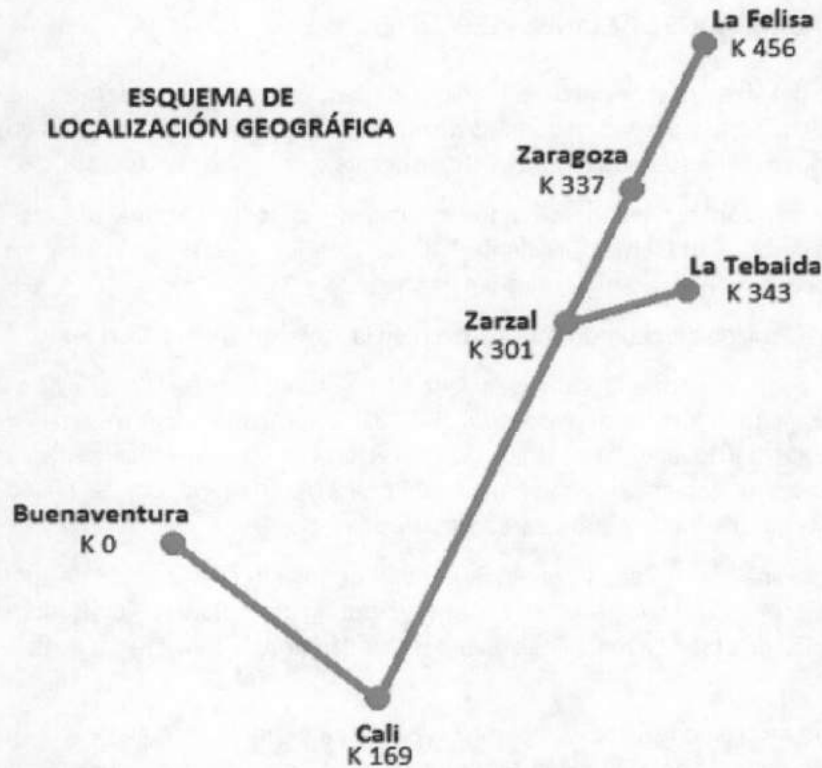 La Felisa
K 456
ESQUEMA DE
LOCALIZACIÓN GEOGRÁFICA
Zaragoza
K 337
La Tebaida
K 343
Zarzal
K 301
Buenaventura
K 0
Cali
K 169